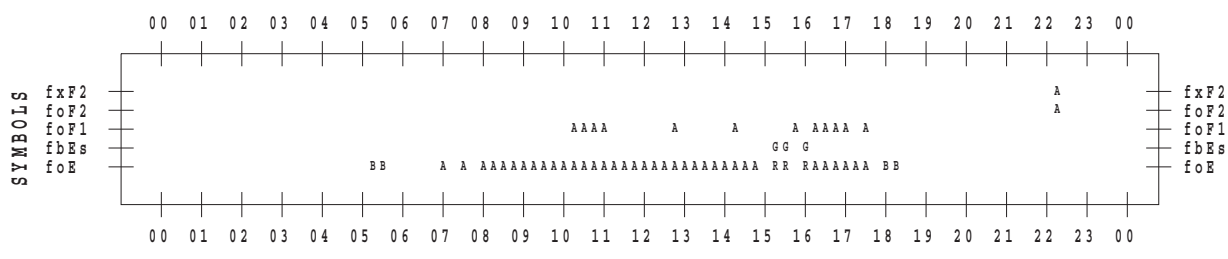 00 01 02 03 04 05 06 07 08 09 10 11 12 13 14 15 16 17 18 19 20 21 22 23 00
SYMBOLS
fxF2 A fxF2
foF2 A foF2
foF1 AAAA A A A AAAA A foF1
fbEs GG G fbEs
foE BB A A AAAAAAAAAAAAAAAAAAAAAAAAAAAA RR RAAAAAA BB foE
00 01 02 03 04 05 06 07 08 09 10 11 12 13 14 15 16 17 18 19 20 21 22 23 00